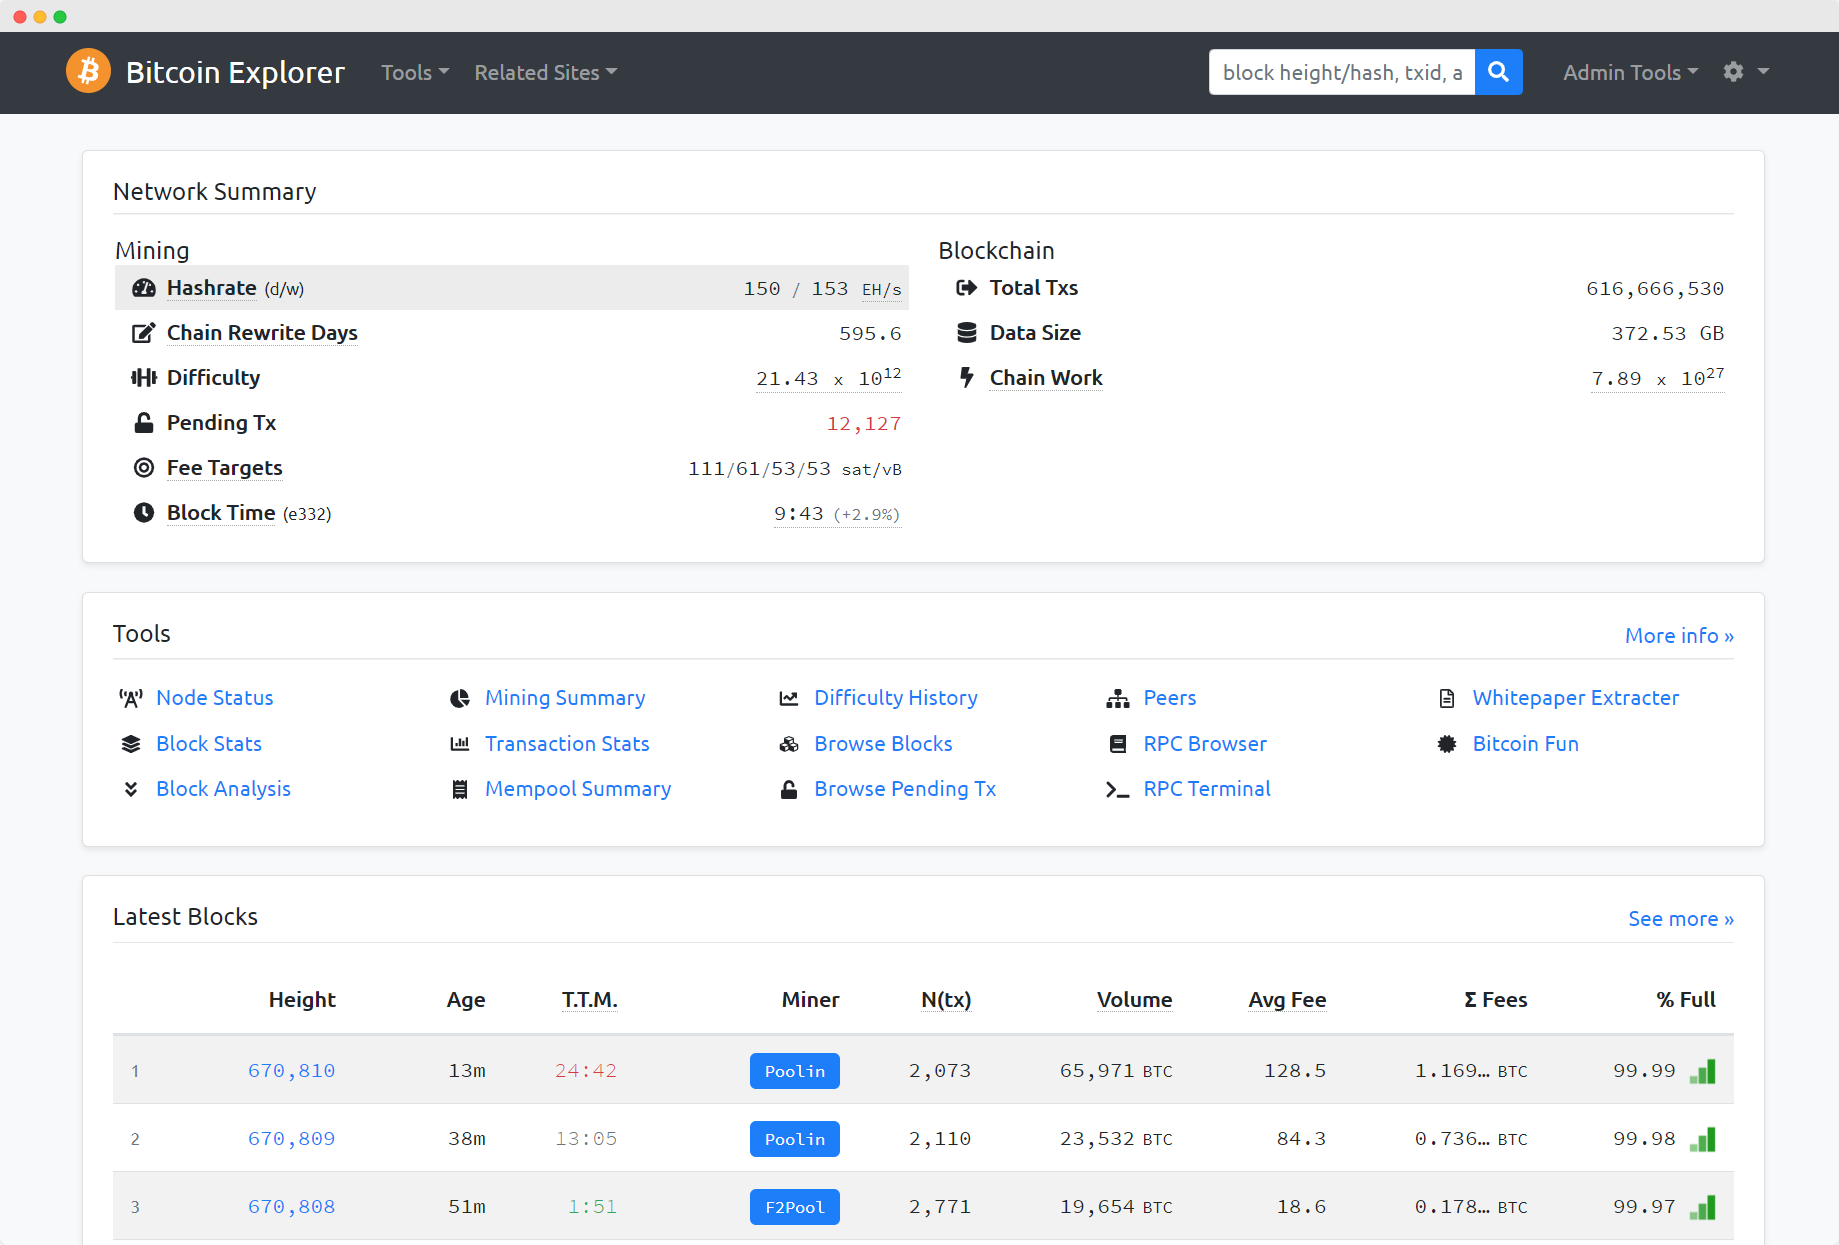 Bitcoin Explorer Tools Related Sites block height/hash, txid, a Admin Tools
Network Summary
Mining
Hashrate (d/w) 150 / 153 EH/s
Chain Rewrite Days 595.6
Difficulty 21.43 x 10¹²
Pending Tx 12,127
Fee Targets 111/61/53/53 sat/vB
Block Time (e332) 9:43 (+2.9%)
Blockchain
Total Txs 616,666,530
Data Size 372.53 GB
Chain Work 7.89 x 10²⁷
Tools More info »
Node Status Mining Summary Difficulty History Peers Whitepaper Extracter
Block Stats Transaction Stats Browse Blocks RPC Browser Bitcoin Fun
Block Analysis Mempool Summary Browse Pending Tx RPC Terminal
Latest Blocks See more »
Height Age T.T.M. Miner N(tx) Volume Avg Fee Σ Fees % Full
1 670,810 13m 24:42 Poolin 2,073 65,971 BTC 128.5 1.169… BTC 99.99
2 670,809 38m 13:05 Poolin 2,110 23,532 BTC 84.3 0.736… BTC 99.98
3 670,808 51m 1:51 F2Pool 2,771 19,654 BTC 18.6 0.178… BTC 99.97